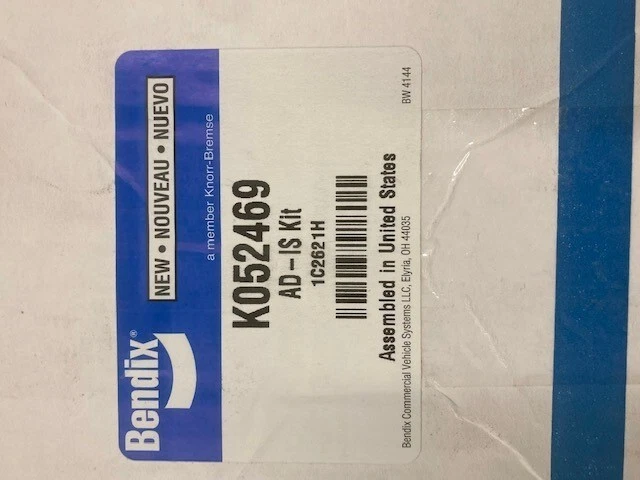 Bendix®
NEW • NOUVEAU • NUEVO
a member Knorr-Bremse
K052469
AD – IS Kit
1C2621H
Assembled in United States
Bendix Commercial Vehicle Systems LLC, Elyria, OH 44035
BW 4144